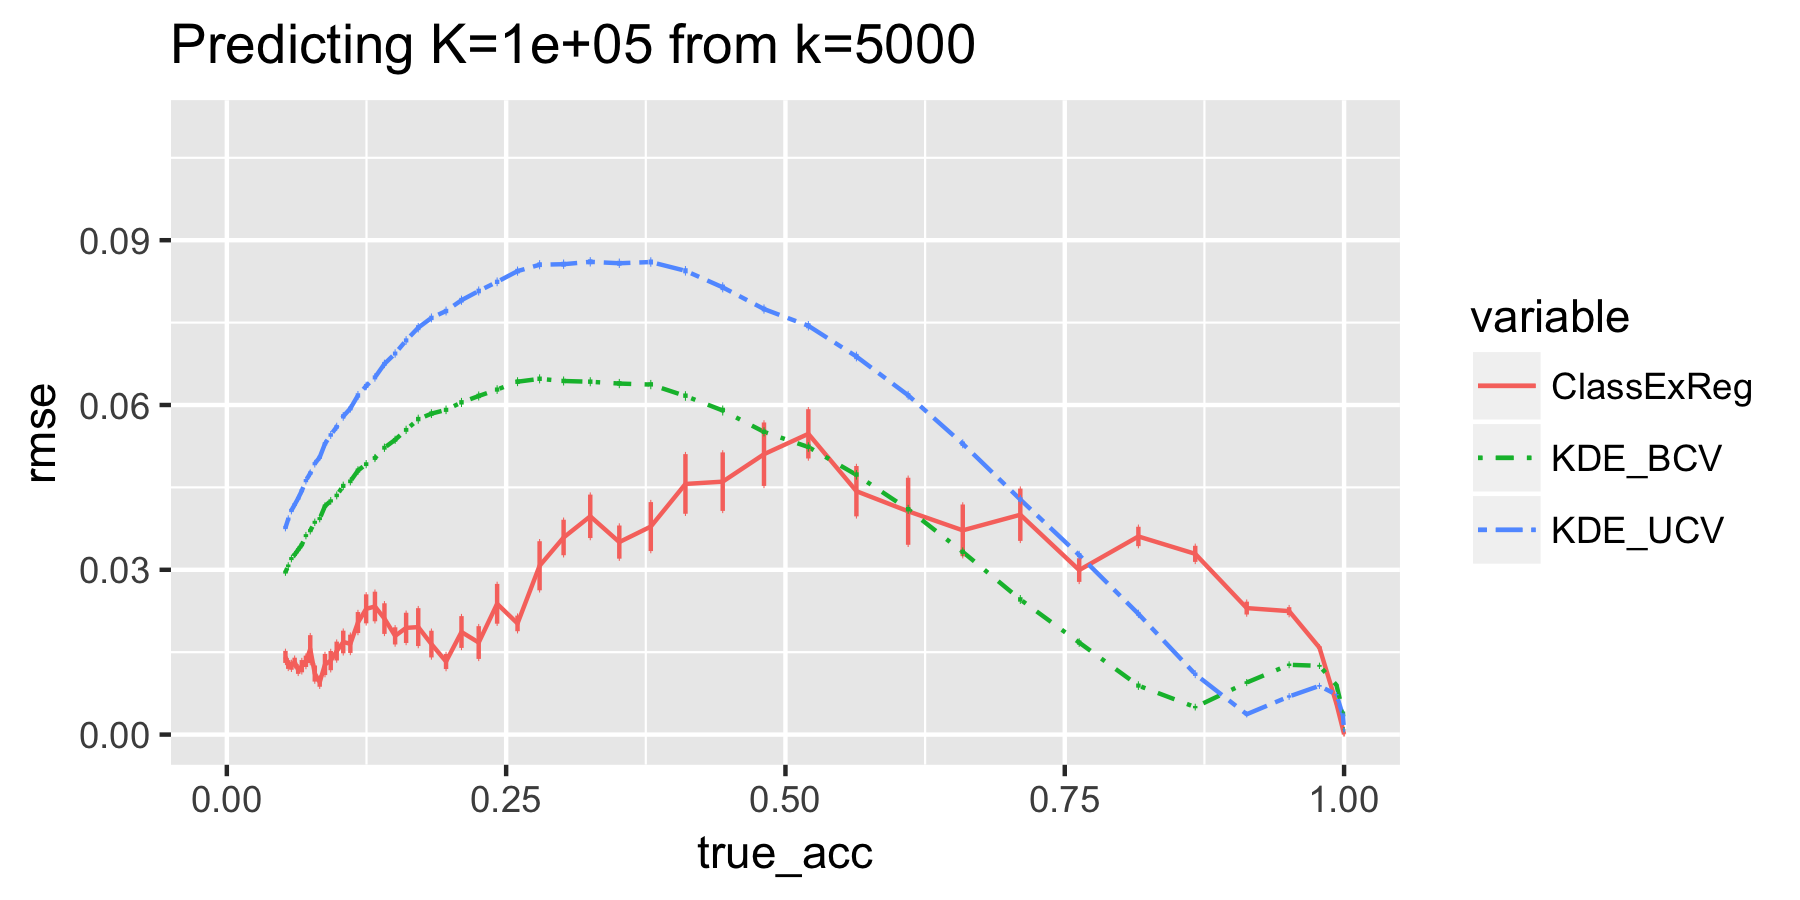 Predicting K=1e+05 from k=5000
rmse
0.09
0.06
0.03
0.00
0.00 0.25 0.50 0.75 1.00
true_acc
variable
ClassExReg
KDE_BCV
KDE_UCV